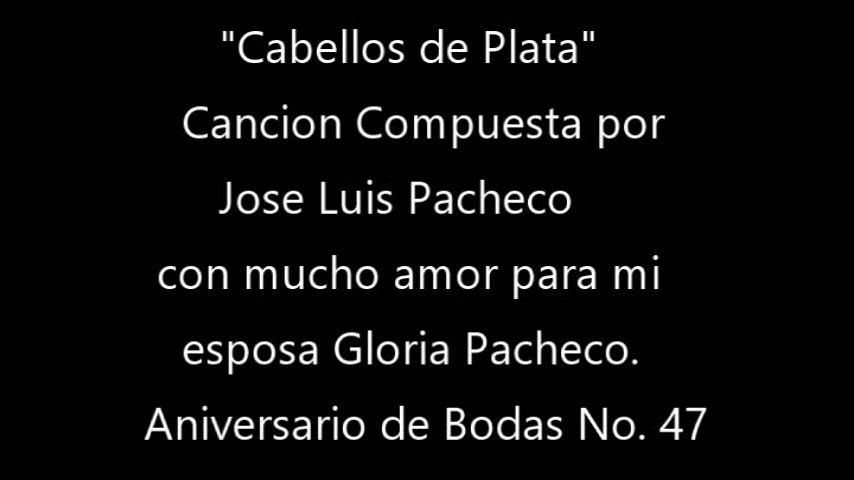 "Cabellos de Plata"
Cancion Compuesta por
Jose Luis Pacheco
con mucho amor para mi
esposa Gloria Pacheco.
Aniversario de Bodas No. 47